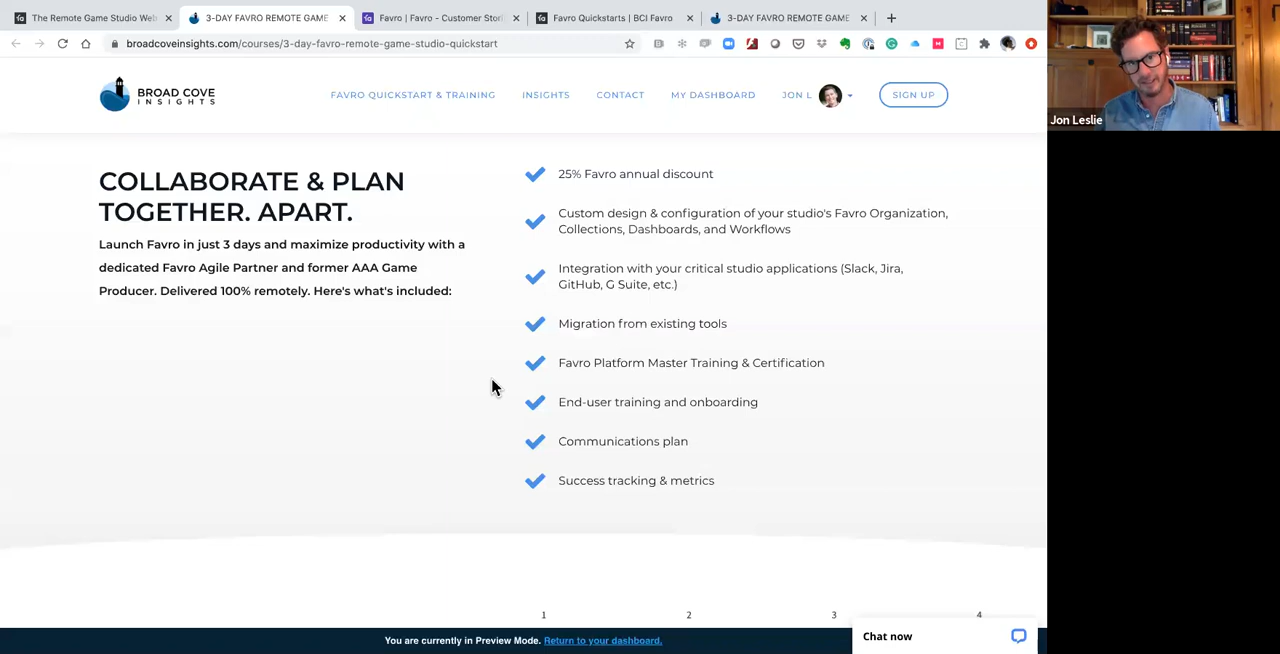 The Remote Game Studio Web
3-DAY FAVRO REMOTE GAME
Favro | Favro - Customer Stori
Favro Quickstarts | BCI Favro
3-DAY FAVRO REMOTE GAME
broadcoveinsights.com/courses/3-day-favro-remote-game-studio-quickstart
BROAD COVE
INSIGHTS
FAVRO QUICKSTART & TRAINING
INSIGHTS
CONTACT
MY DASHBOARD
JON L
SIGN UP
Jon Leslie
COLLABORATE & PLAN
TOGETHER. APART.
Launch Favro in just 3 days and maximize productivity with a
dedicated Favro Agile Partner and former AAA Game
Producer. Delivered 100% remotely. Here's what's included:
25% Favro annual discount
Custom design & configuration of your studio's Favro Organization,
Collections, Dashboards, and Workflows
Integration with your critical studio applications (Slack, Jira,
GitHub, G Suite, etc.)
Migration from existing tools
Favro Platform Master Training & Certification
End-user training and onboarding
Communications plan
Success tracking & metrics
1 2 3 4
You are currently in Preview Mode. Return to your dashboard.
Chat now